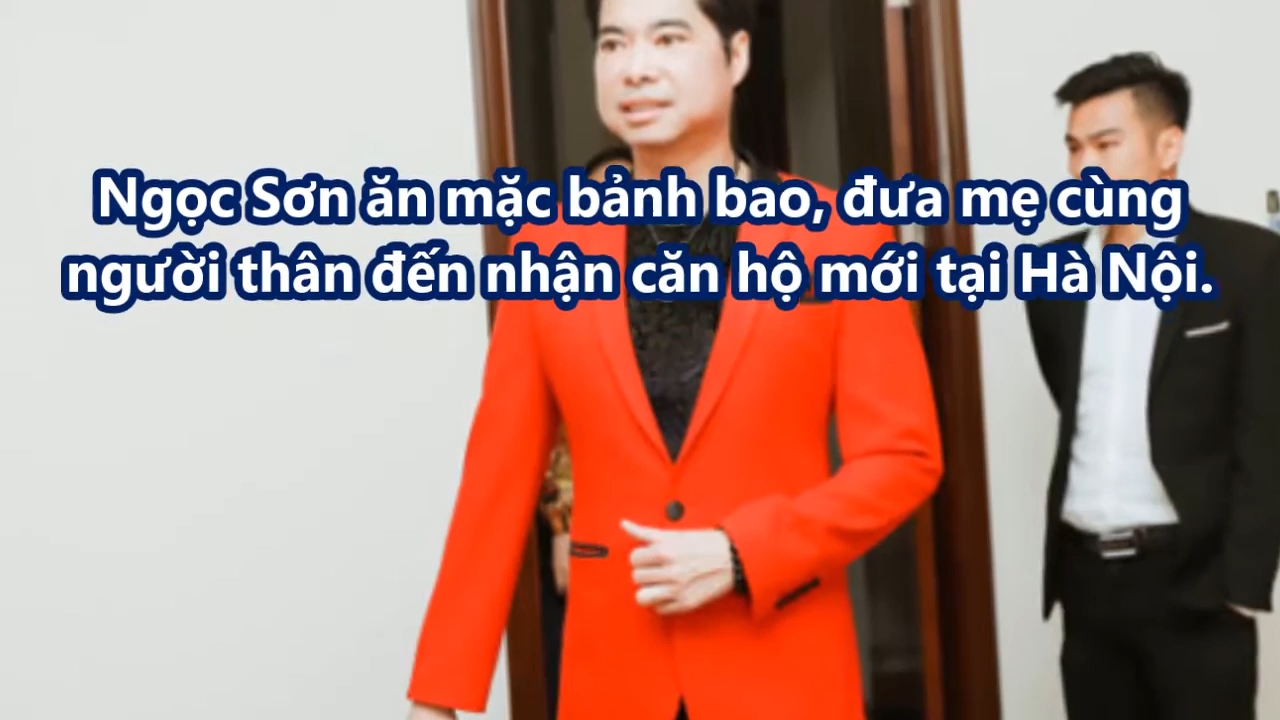 Ngọc Sơn ăn mặc bảnh bao, đưa mẹ cùng
người thân đến nhận căn hộ mới tại Hà Nội.